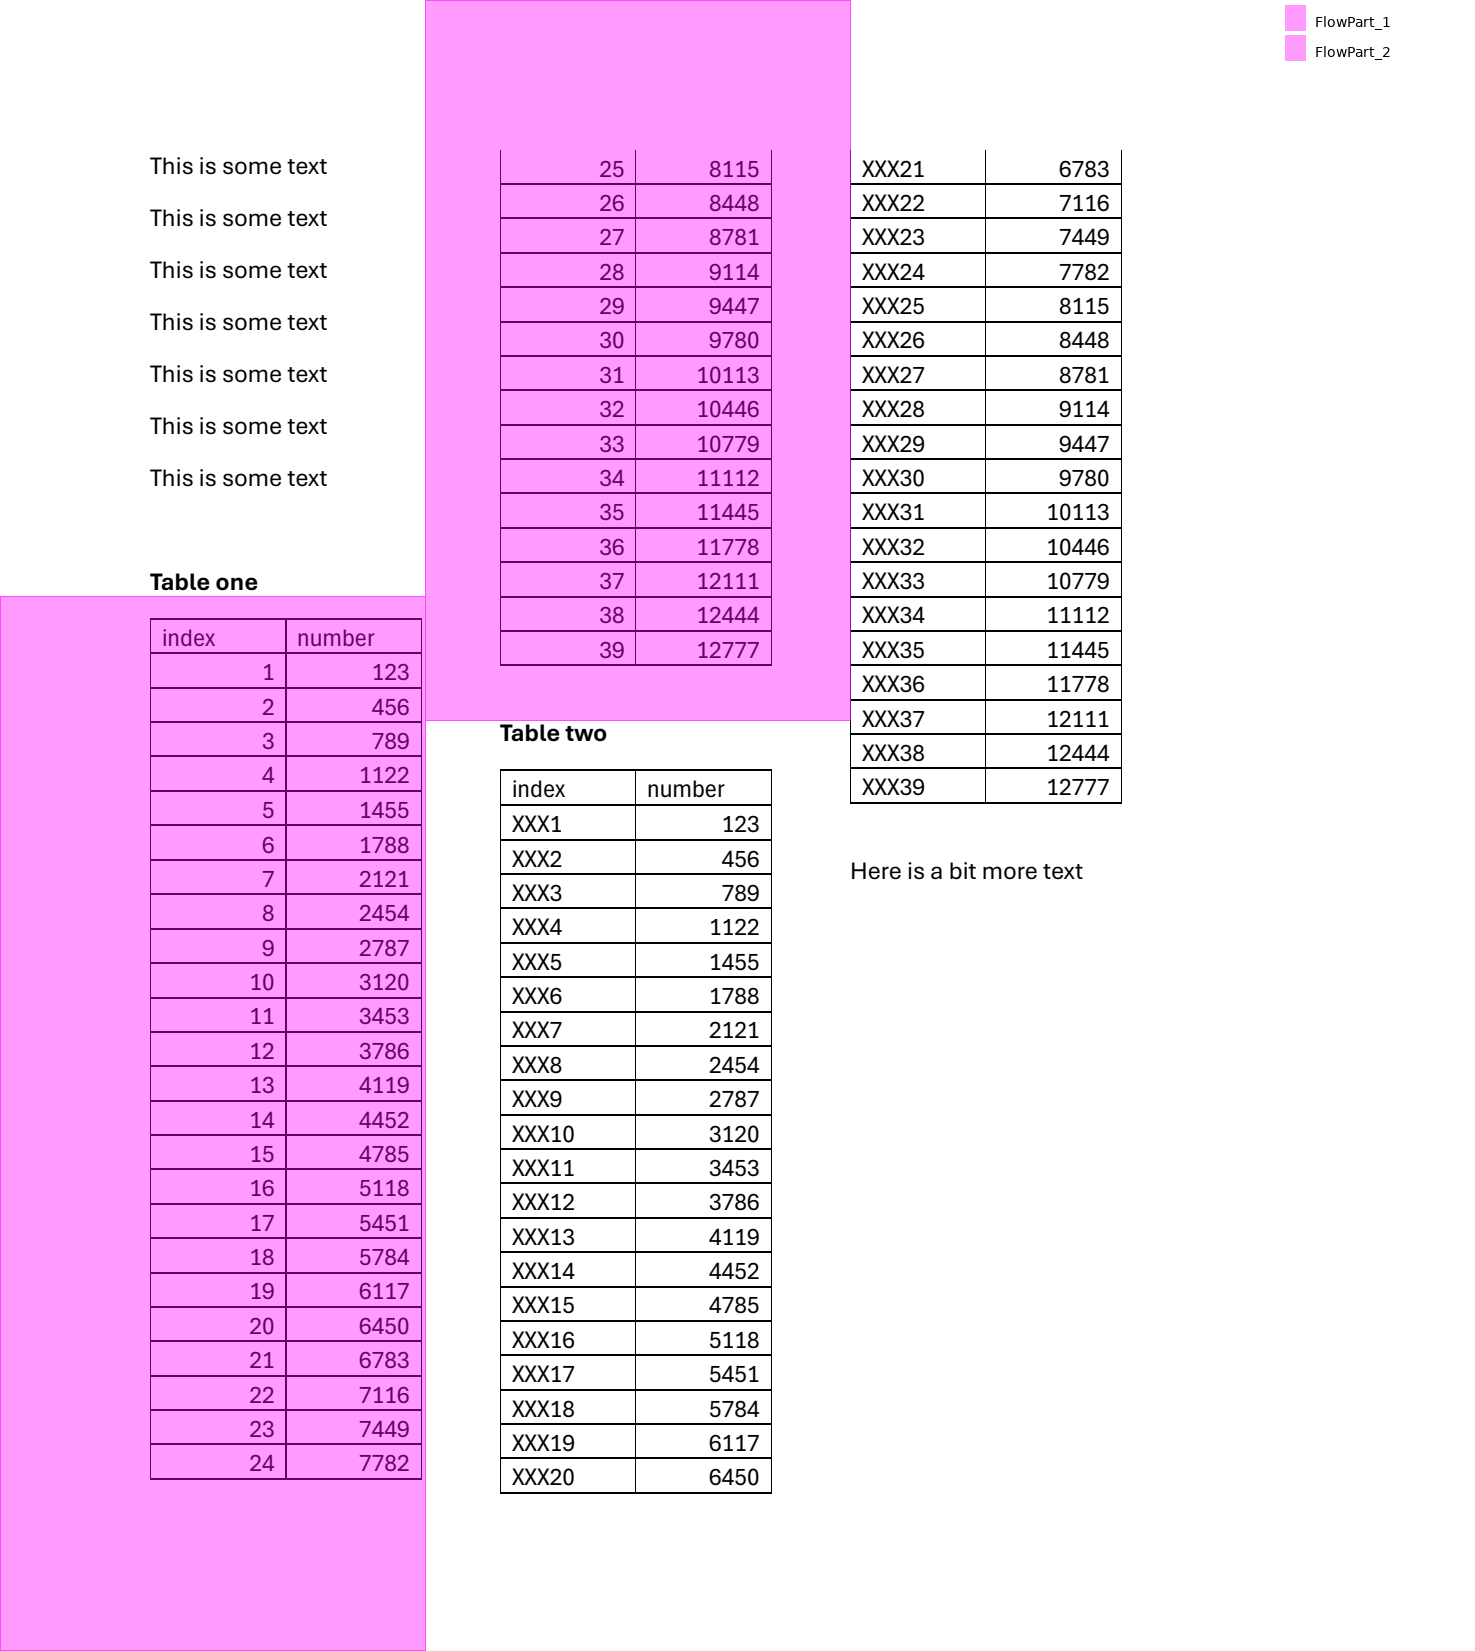 This is some text
This is some text
This is some text
This is some text
This is some text
This is some text
This is some text
Table one
index number
1 123
2 456
3 789
4 1122
5 1455
6 1788
7 2121
8 2454
9 2787
10 3120
11 3453
12 3786
13 4119
14 4452
15 4785
16 5118
17 5451
18 5784
19 6117
20 6450
21 6783
22 7116
23 7449
24 7782
25 8115
26 8448
27 8781
28 9114
29 9447
30 9780
31 10113
32 10446
33 10779
34 11112
35 11445
36 11778
37 12111
38 12444
39 12777
Table two
index number
XXX1 123
XXX2 456
XXX3 789
XXX4 1122
XXX5 1455
XXX6 1788
XXX7 2121
XXX8 2454
XXX9 2787
XXX10 3120
XXX11 3453
XXX12 3786
XXX13 4119
XXX14 4452
XXX15 4785
XXX16 5118
XXX17 5451
XXX18 5784
XXX19 6117
XXX20 6450
XXX21 6783
XXX22 7116
XXX23 7449
XXX24 7782
XXX25 8115
XXX26 8448
XXX27 8781
XXX28 9114
XXX29 9447
XXX30 9780
XXX31 10113
XXX32 10446
XXX33 10779
XXX34 11112
XXX35 11445
XXX36 11778
XXX37 12111
XXX38 12444
XXX39 12777
Here is a bit more text
FlowPart_1
FlowPart_2